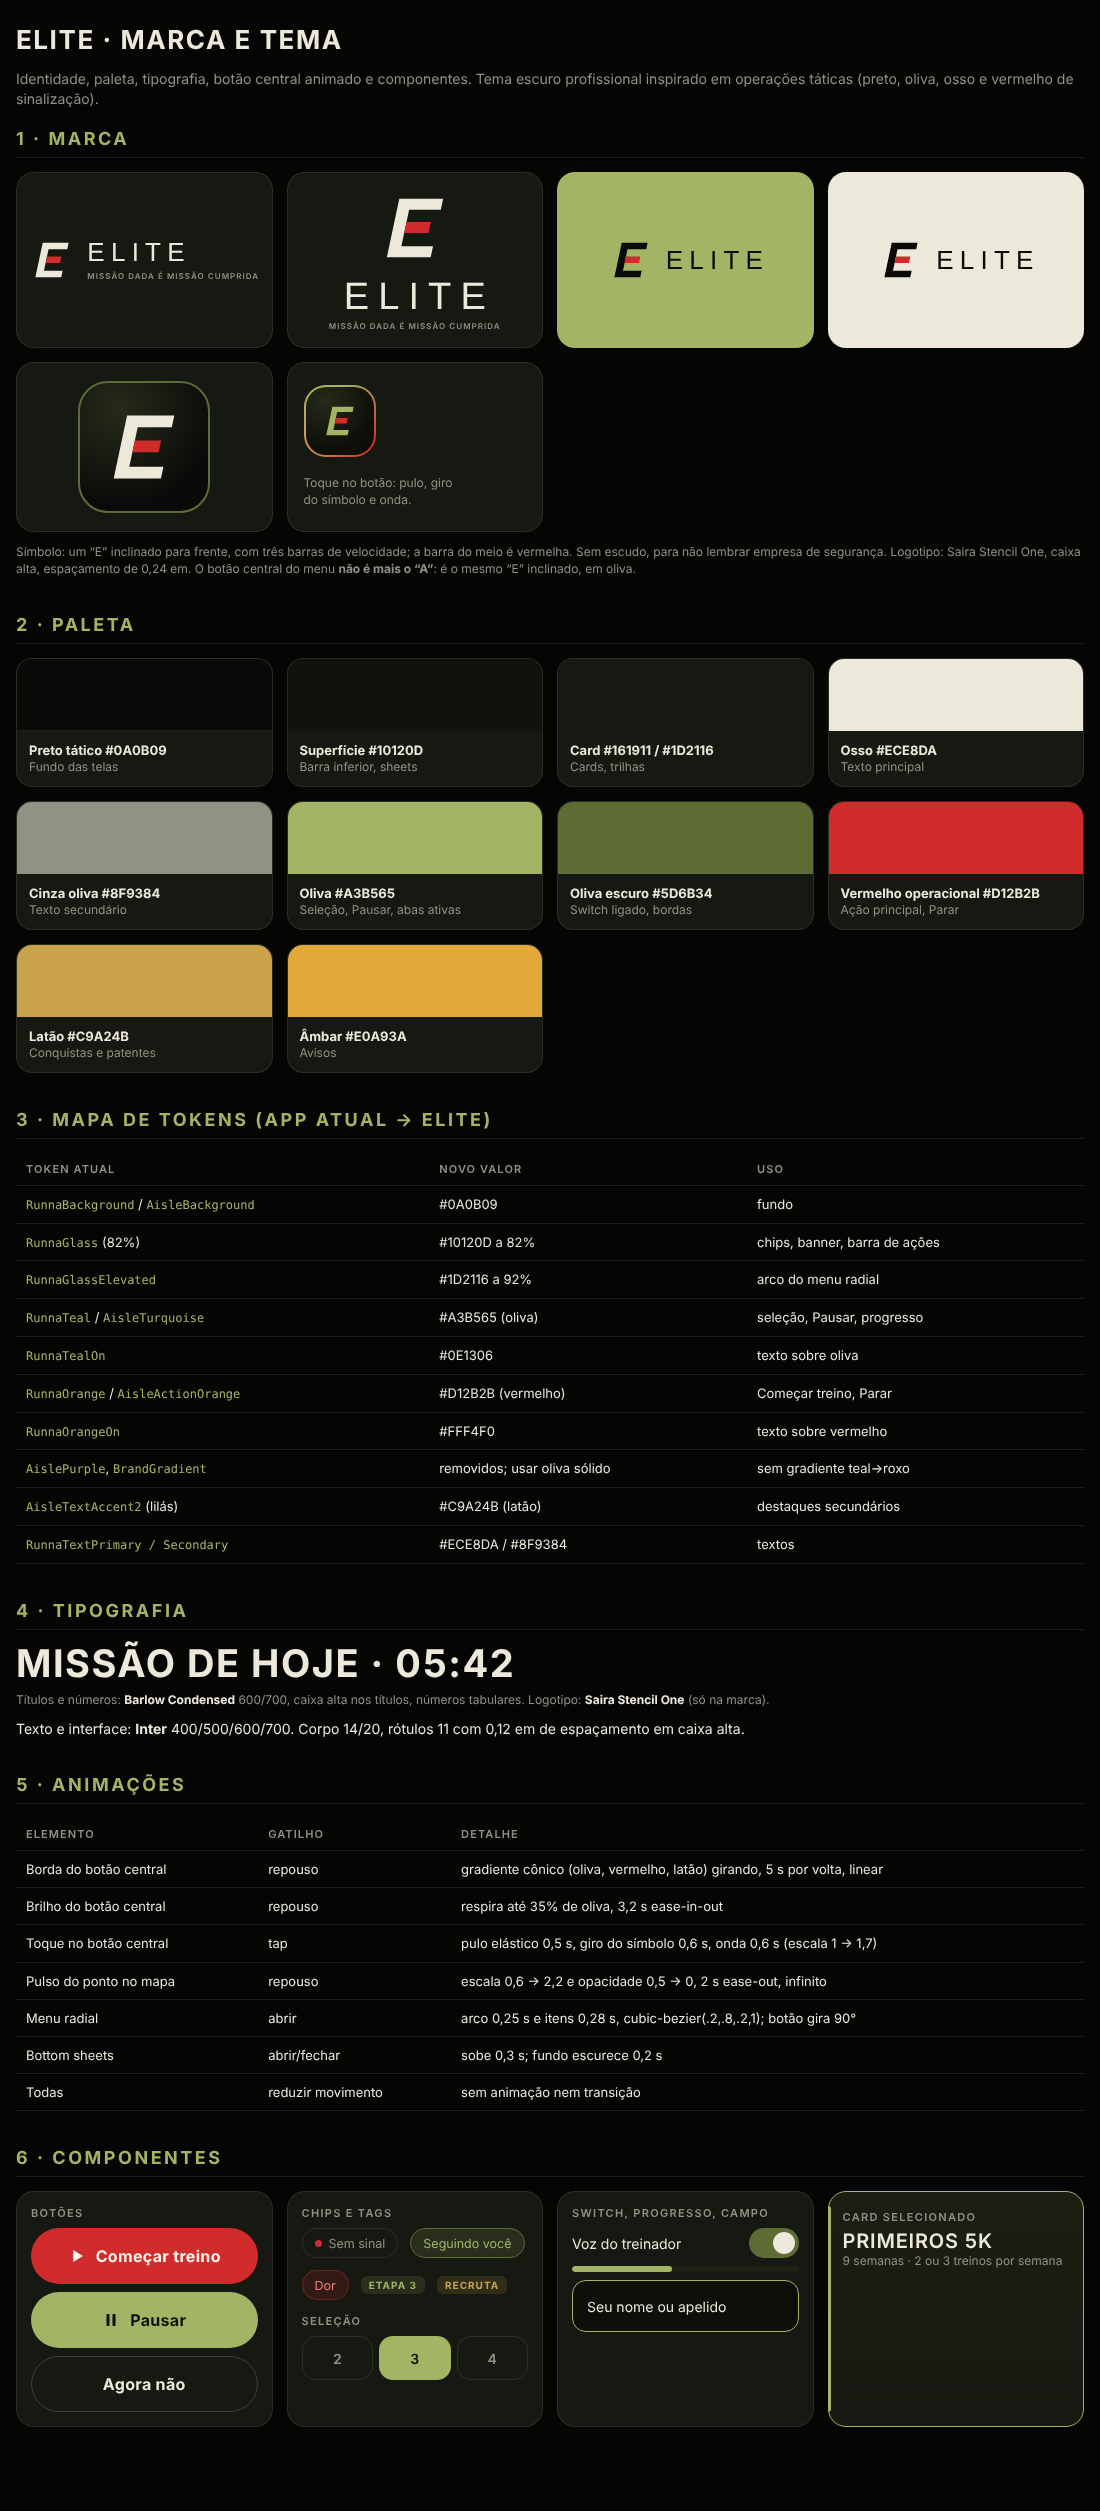 ELITE · MARCA E TEMA
Identidade, paleta, tipografia, botão central animado e componentes. Tema escuro profissional inspirado em operações táticas (preto, oliva, osso e vermelho de
sinalização).
1 · MARCA
E ELITE
MISSÃO DADA É MISSÃO CUMPRIDA
E
ELITE
MISSÃO DADA É MISSÃO CUMPRIDA
E ELITE
E ELITE
E
E
Toque no botão: pulo, giro
do símbolo e onda.
Símbolo: um “E” inclinado para frente, com três barras de velocidade; a barra do meio é vermelha. Sem escudo, para não lembrar empresa de segurança. Logotipo: Saira Stencil One, caixa
alta, espaçamento de 0,24 em. O botão central do menu não é mais o “A”: é o mesmo “E” inclinado, em oliva.
2 · PALETA
Preto tático #0A0B09
Fundo das telas
Superfície #10120D
Barra inferior, sheets
Card #161911 / #1D2116
Cards, trilhas
Osso #ECE8DA
Texto principal
Cinza oliva #8F9384
Texto secundário
Oliva #A3B565
Seleção, Pausar, abas ativas
Oliva escuro #5D6B34
Switch ligado, bordas
Vermelho operacional #D12B2B
Ação principal, Parar
Latão #C9A24B
Conquistas e patentes
Âmbar #E0A93A
Avisos
3 · MAPA DE TOKENS (APP ATUAL → ELITE)
TOKEN ATUAL NOVO VALOR USO
RunnaBackground / AisleBackground #0A0B09 fundo
RunnaGlass (82%) #10120D a 82% chips, banner, barra de ações
RunnaGlassElevated #1D2116 a 92% arco do menu radial
RunnaTeal / AisleTurquoise #A3B565 (oliva) seleção, Pausar, progresso
RunnaTealOn #0E1306 texto sobre oliva
RunnaOrange / AisleActionOrange #D12B2B (vermelho) Começar treino, Parar
RunnaOrangeOn #FFF4F0 texto sobre vermelho
AislePurple, BrandGradient removidos; usar oliva sólido sem gradiente teal→roxo
AisleTextAccent2 (lilás) #C9A24B (latão) destaques secundários
RunnaTextPrimary / Secondary #ECE8DA / #8F9384 textos
4 · TIPOGRAFIA
MISSÃO DE HOJE · 05:42
Títulos e números: Barlow Condensed 600/700, caixa alta nos títulos, números tabulares. Logotipo: Saira Stencil One (só na marca).
Texto e interface: Inter 400/500/600/700. Corpo 14/20, rótulos 11 com 0,12 em de espaçamento em caixa alta.
5 · ANIMAÇÕES
ELEMENTO GATILHO DETALHE
Borda do botão central repouso gradiente cônico (oliva, vermelho, latão) girando, 5 s por volta, linear
Brilho do botão central repouso respira até 35% de oliva, 3,2 s ease-in-out
Toque no botão central tap pulo elástico 0,5 s, giro do símbolo 0,6 s, onda 0,6 s (escala 1 → 1,7)
Pulso do ponto no mapa repouso escala 0,6 → 2,2 e opacidade 0,5 → 0, 2 s ease-out, infinito
Menu radial abrir arco 0,25 s e itens 0,28 s, cubic-bezier(.2,.8,.2,1); botão gira 90°
Bottom sheets abrir/fechar sobe 0,3 s; fundo escurece 0,2 s
Todas reduzir movimento sem animação nem transição
6 · COMPONENTES
BOTÕES
Começar treino
Pausar
Agora não
CHIPS E TAGS
Sem sinal Seguindo você
Dor ETAPA 3 RECRUTA
SELEÇÃO
2 3 4
SWITCH, PROGRESSO, CAMPO
Voz do treinador
Seu nome ou apelido
CARD SELECIONADO
PRIMEIROS 5K
9 semanas · 2 ou 3 treinos por semana